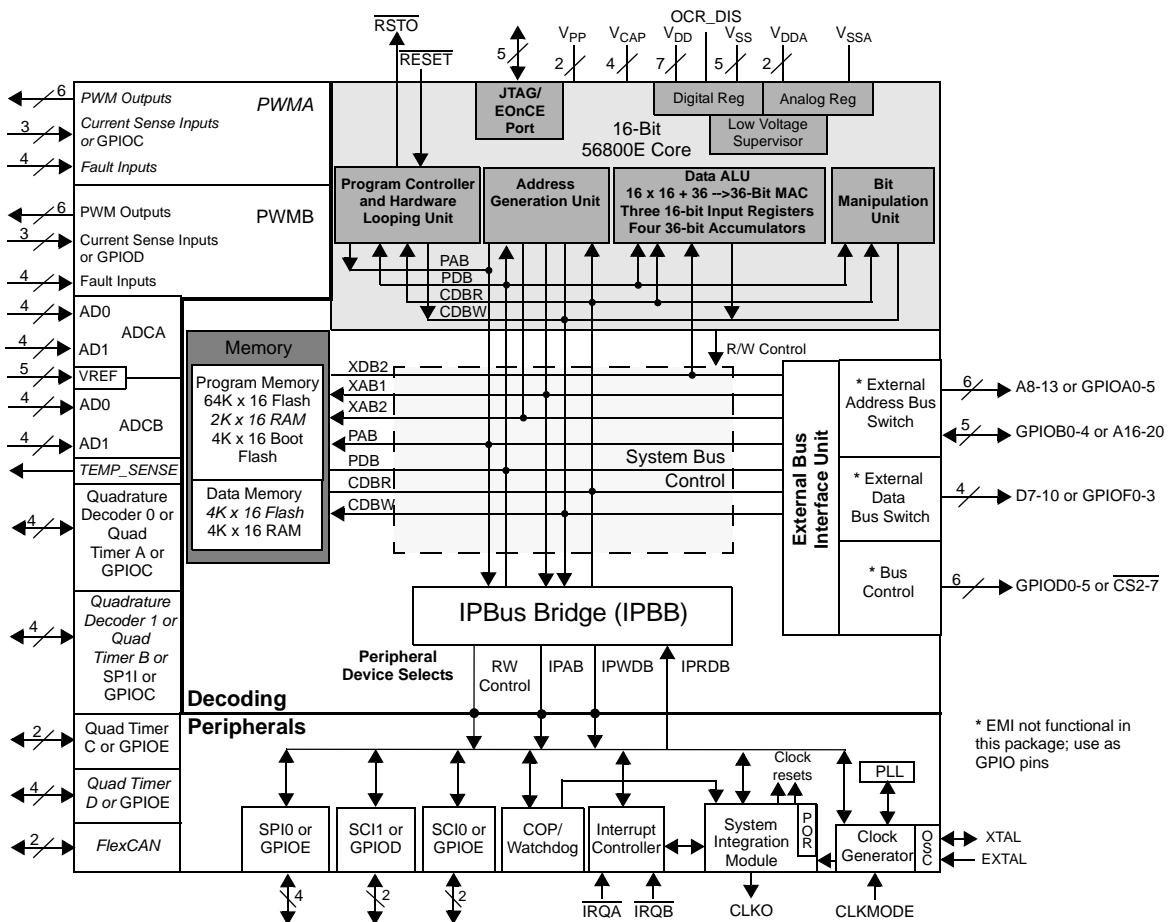 RSTO
RESET
5
VPP
2
VCAP
4
VDD
7
OCR_DIS
VSS
5
VDDA
2
VSSA
6
PWM Outputs
PWMA
3
Current Sense Inputs
or GPIOC
4
Fault Inputs
6
PWM Outputs
PWMB
3
Current Sense Inputs
or GPIOD
4
Fault Inputs
4
AD0
ADCA
4
AD1
5
VREF
4
AD0
ADCB
4
AD1
TEMP_SENSE
4
Quadrature
Decoder 0 or
Quad
Timer A or
GPIOC
4
Quadrature
Decoder 1 or
Quad
Timer B or
SP1I or
GPIOC
2
Quad Timer
C or GPIOE
4
Quad Timer
D or GPIOE
2
FlexCAN
JTAG/
EOnCE
Port
Digital Reg
Analog Reg
Low Voltage
Supervisor
16-Bit
56800E Core
Program Controller
and Hardware
Looping Unit
Address
Generation Unit
Data ALU
16 x 16 + 36 -->36-Bit MAC
Three 16-bit Input Registers
Four 36-bit Accumulators
Bit
Manipulation
Unit
PAB
PDB
CDBR
CDBW
R/W Control
Memory
Program Memory
64K x 16 Flash
2K x 16 RAM
4K x 16 Boot
Flash
Data Memory
4K x 16 Flash
4K x 16 RAM
XDB2
XAB1
XAB2
PAB
PDB
CDBR
CDBW
System Bus
Control
External Bus
Interface Unit
* External
Address Bus
Switch
* External
Data
Bus Switch
* Bus
Control
6
A8-13 or GPIOA0-5
5
GPIOB0-4 or A16-20
4
D7-10 or GPIOF0-3
6
GPIOD0-5 or CS2-7
IPBus Bridge (IPBB)
Peripheral
Device Selects
RW
Control
IPAB
IPWDB
IPRDB
Decoding
Peripherals
* EMI not functional in
this package; use as
GPIO pins
SPI0 or
GPIOE
SCI1 or
GPIOD
SCI0 or
GPIOE
COP/
Watchdog
Interrupt
Controller
System
Integration
Module
POR
Clock
resets
PLL
Clock
Generator
OSC
XTAL
EXTAL
4
2
2
IRQA
IRQB
CLKO
CLKMODE